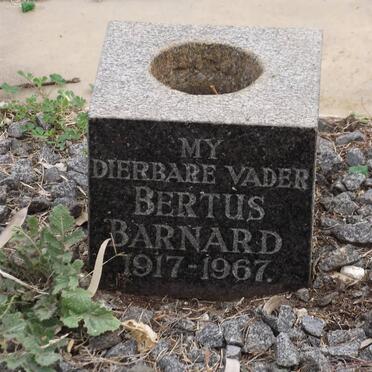 MY
DIERBARE VADER
BERTUS
BARNARD
1917-1967.